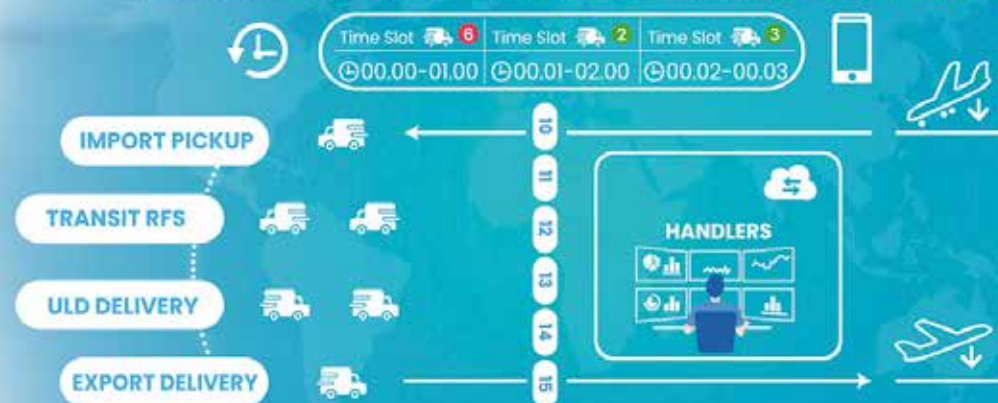 Time Slot 6 Time Slot 2 Time Slot 3
00.00-01.00 00.01-02.00 00.02-00.03
IMPORT PICKUP
TRANSIT RFS
ULD DELIVERY
EXPORT DELIVERY
10
11
12
13
14
15
HANDLERS